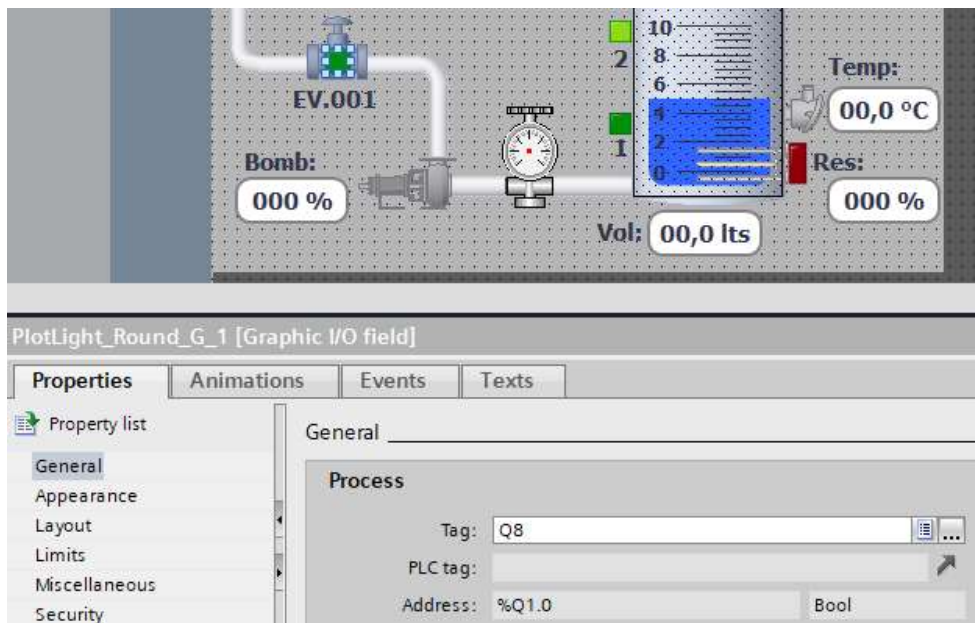 10
2 8
6
Temp:
EV.001
4
00,0 °C
1 2
Bomb:
0
Res:
000 %
000 %
Vol: 00,0 lts
PlotLight_Round_G_1 [Graphic I/O field]
Properties Animations Events Texts
Property list
General
General
Appearance
Process
Layout
Tag: Q8 ...
Limits
PLC tag:
Miscellaneous
Address: %Q1.0 Bool
Security